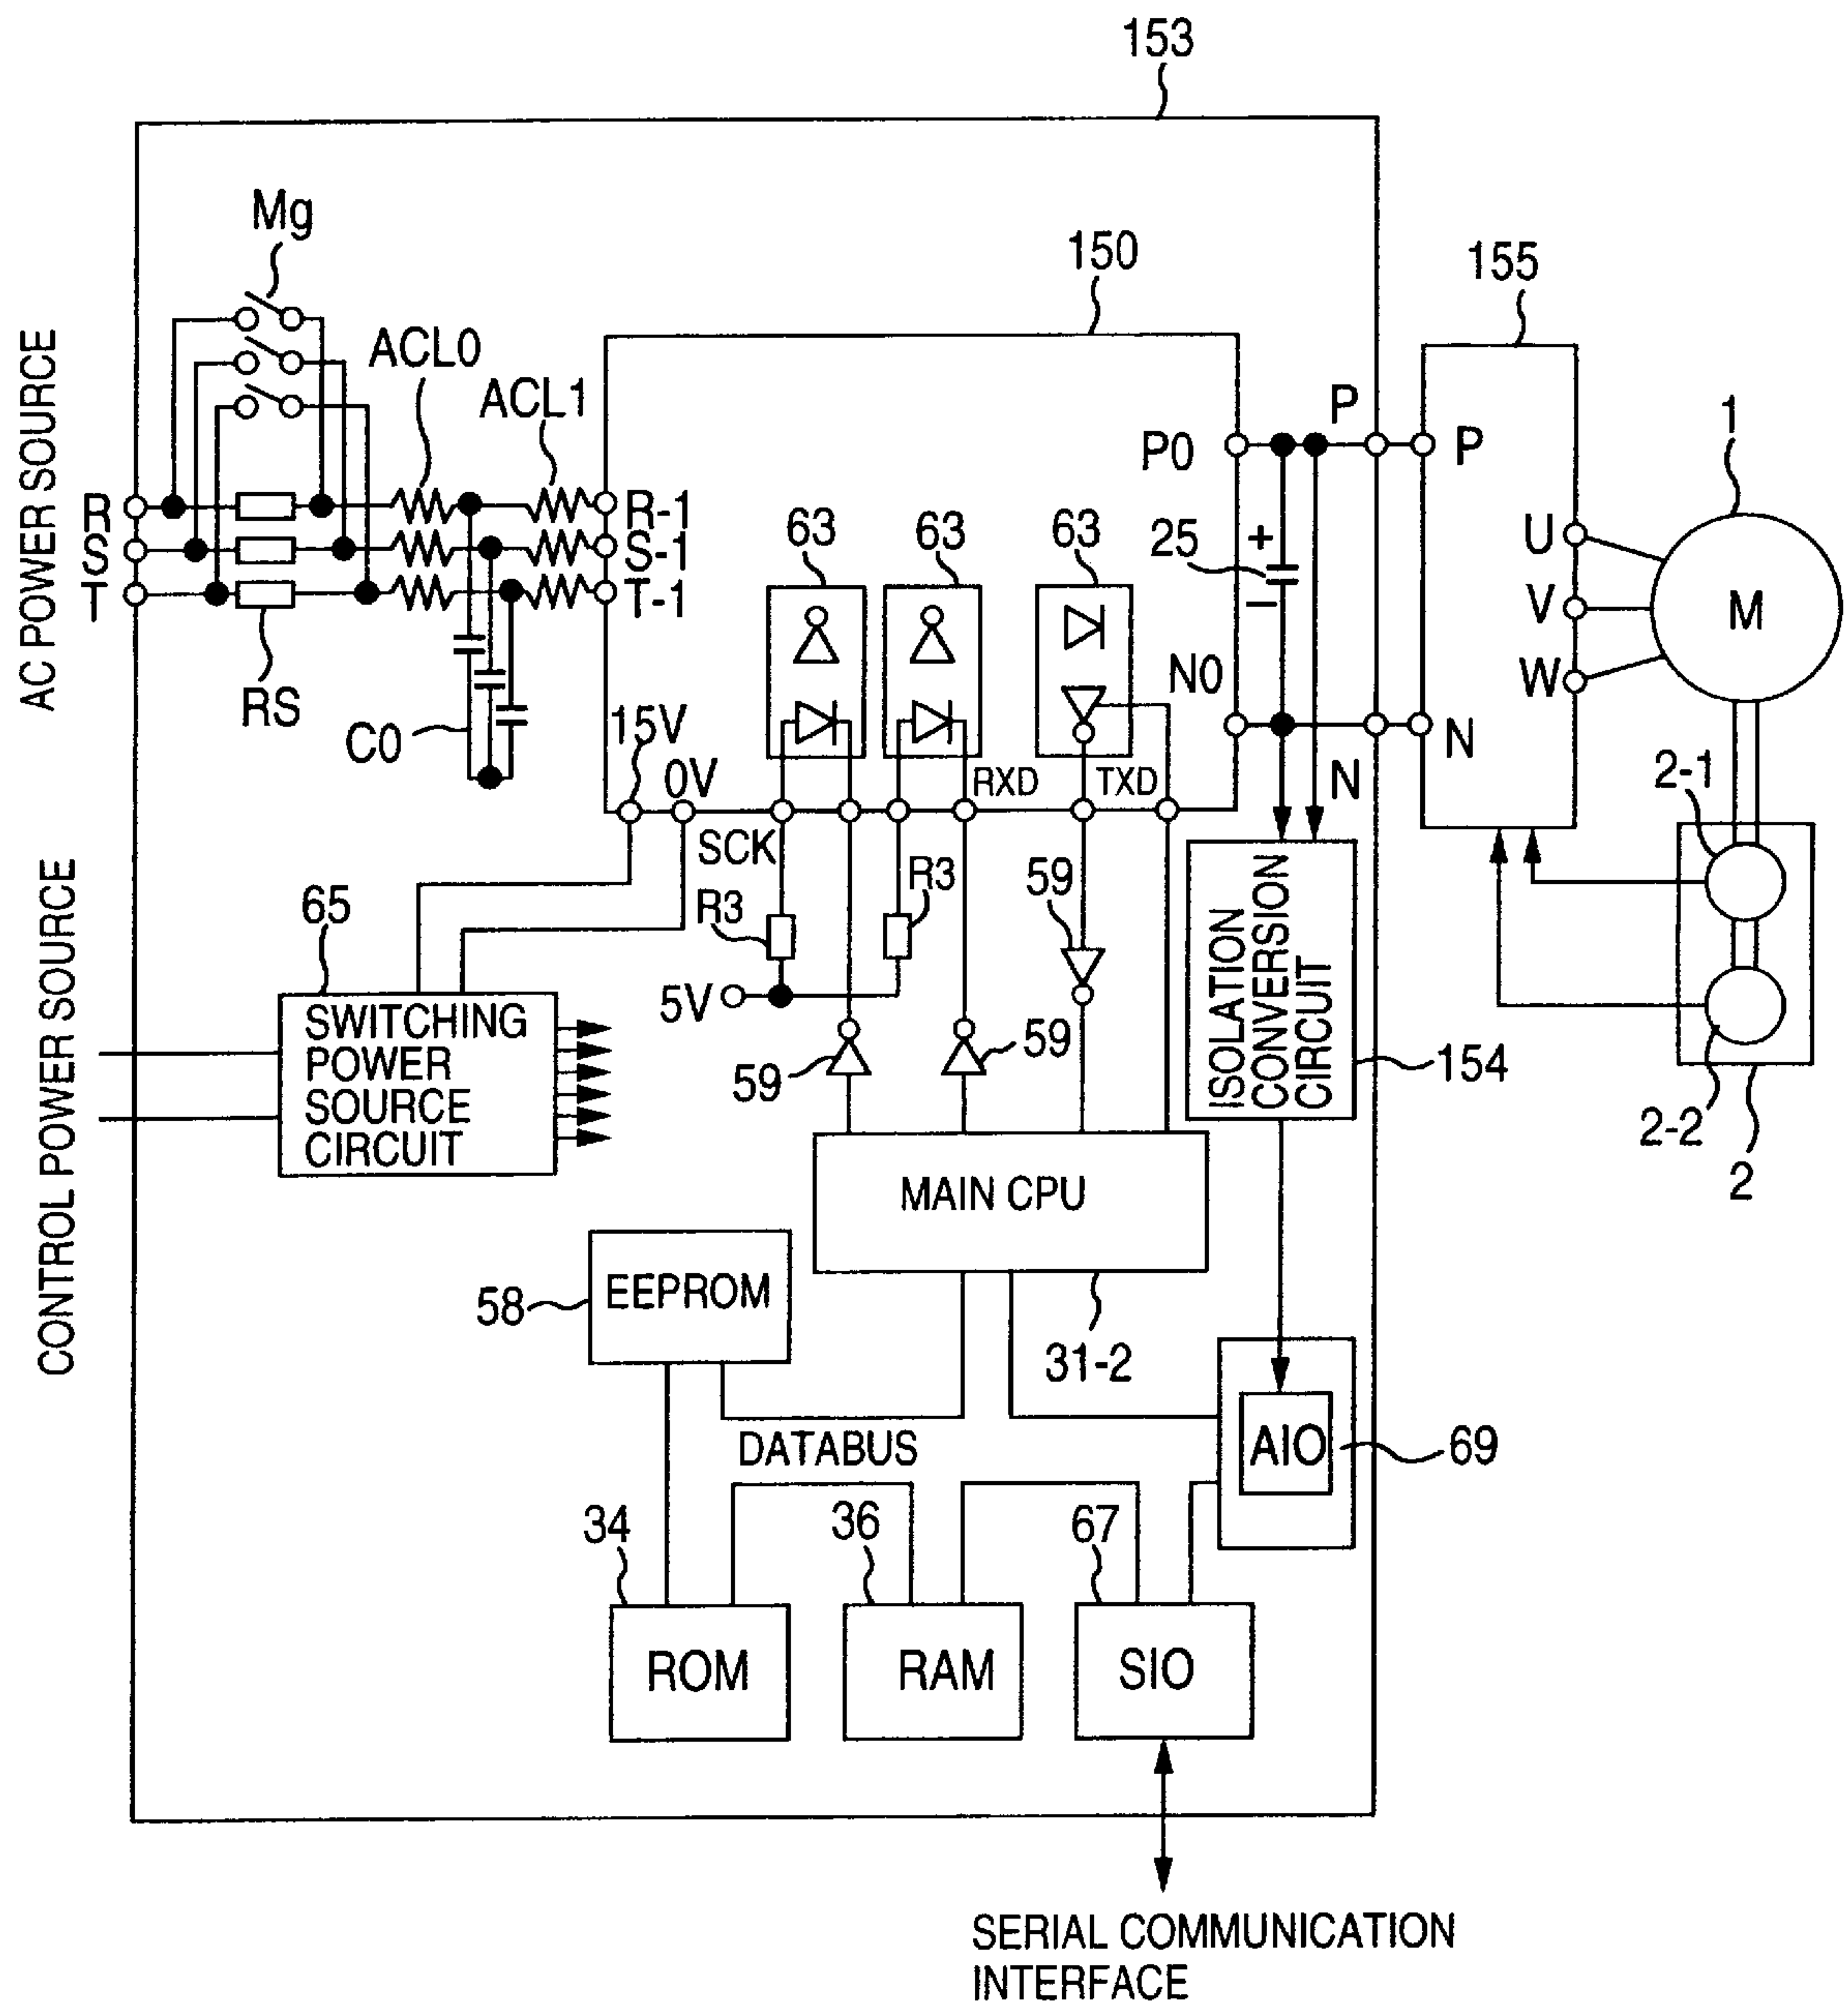 153
Mg
150
155
AC POWER SOURCE
ACL0
ACL1
P
P0
P
1
R
S
T
R-1
S-1
T-1
63
63
63
25
+
−
U
V
W
M
RS
C0
N0
15V
0V
RXD
TXD
N
N
2-1
SCK
R3
R3
59
CONTROL POWER SOURCE
65
5V
59
59
ISOLATION
CONVERSION
CIRCUIT
154
SWITCHING
POWER
SOURCE
CIRCUIT
2-2
2
MAIN CPU
58
EEPROM
31-2
DATABUS
AIO
69
34
36
67
ROM
RAM
SIO
SERIAL COMMUNICATION
INTERFACE